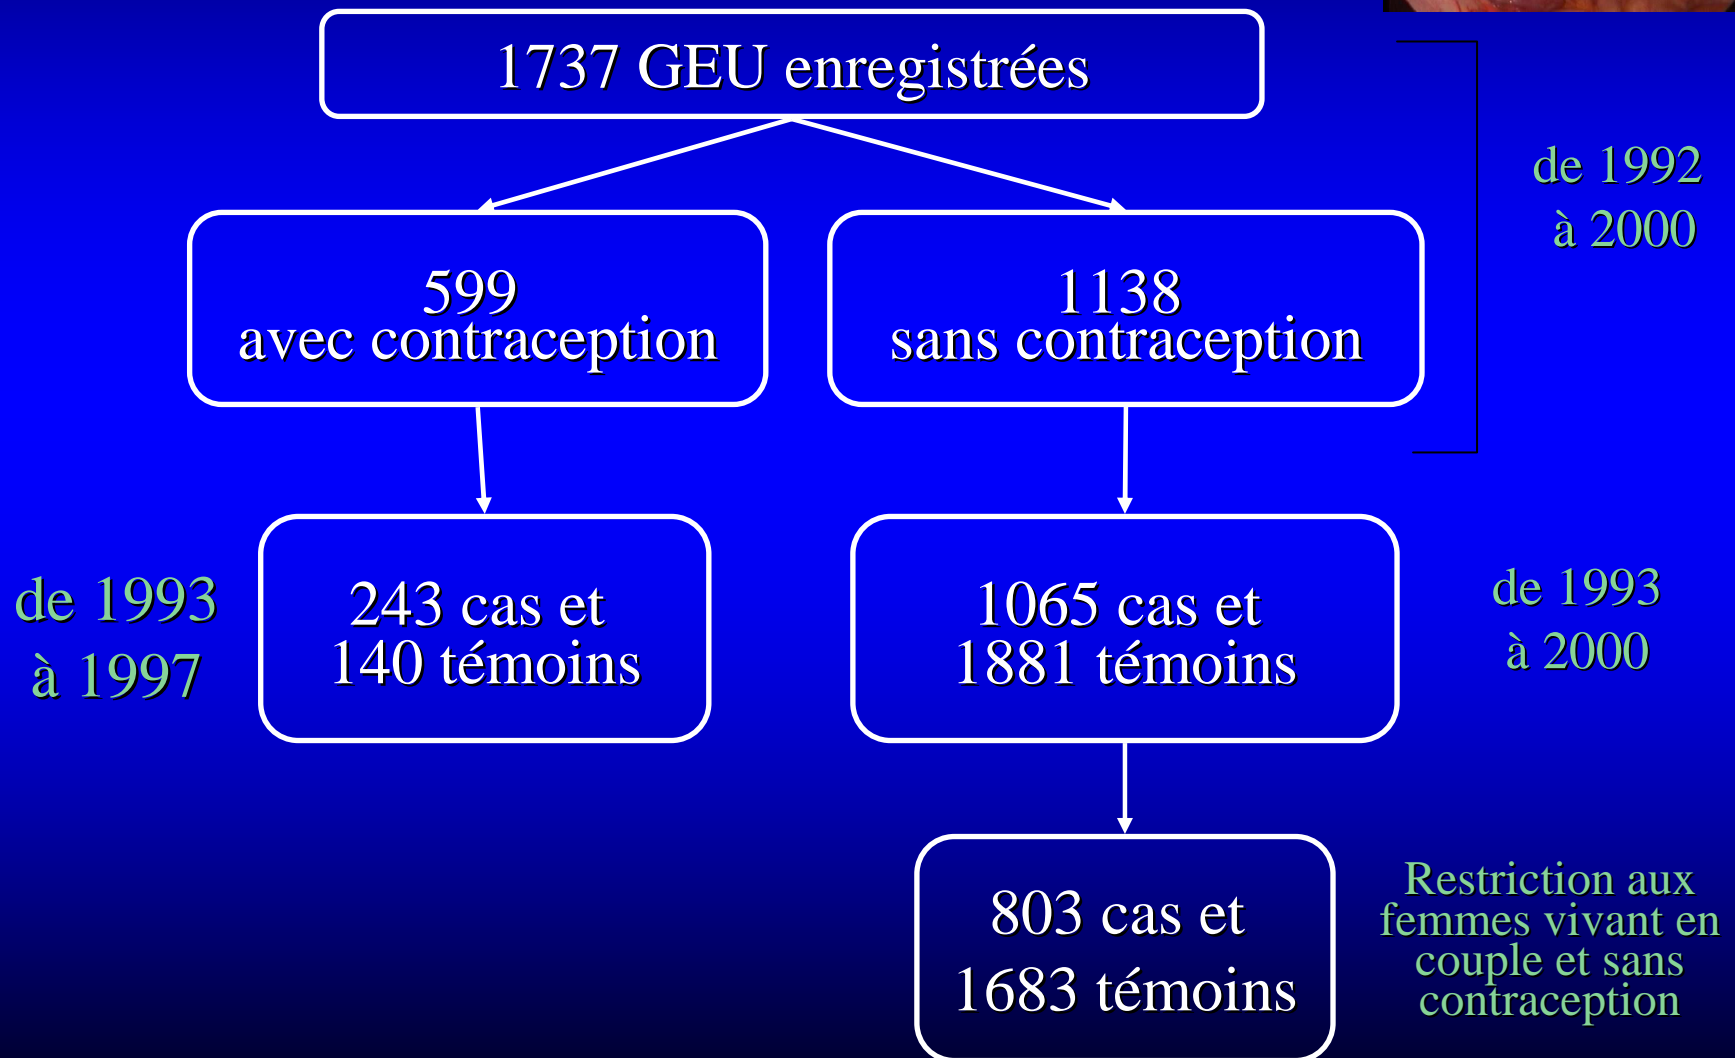 1737 GEU enregistrées
de 1992
à 2000
599
avec contraception
1138
sans contraception
de 1993
à 1997
243 cas et
140 témoins
1065 cas et
1881 témoins
de 1993
à 2000
803 cas et
1683 témoins
Restriction aux
femmes vivant en
couple et sans
contraception